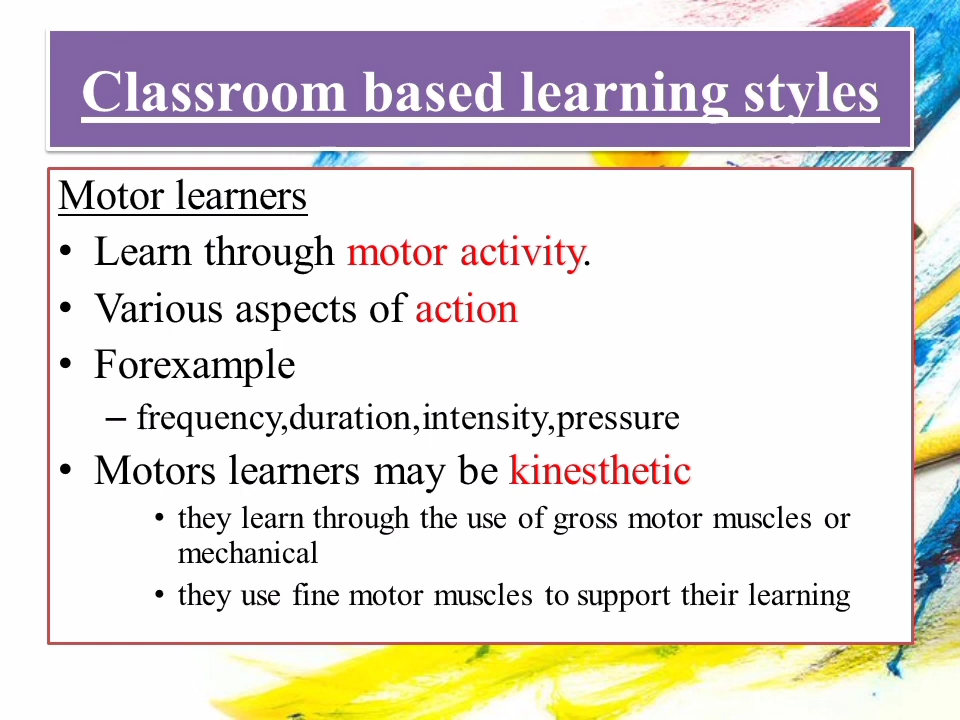 Classroom based learning styles
Motor learners
• Learn through motor activity.
• Various aspects of action
• Forexample
– frequency,duration,intensity,pressure
• Motors learners may be kinesthetic
• they learn through the use of gross motor muscles or
mechanical
• they use fine motor muscles to support their learning